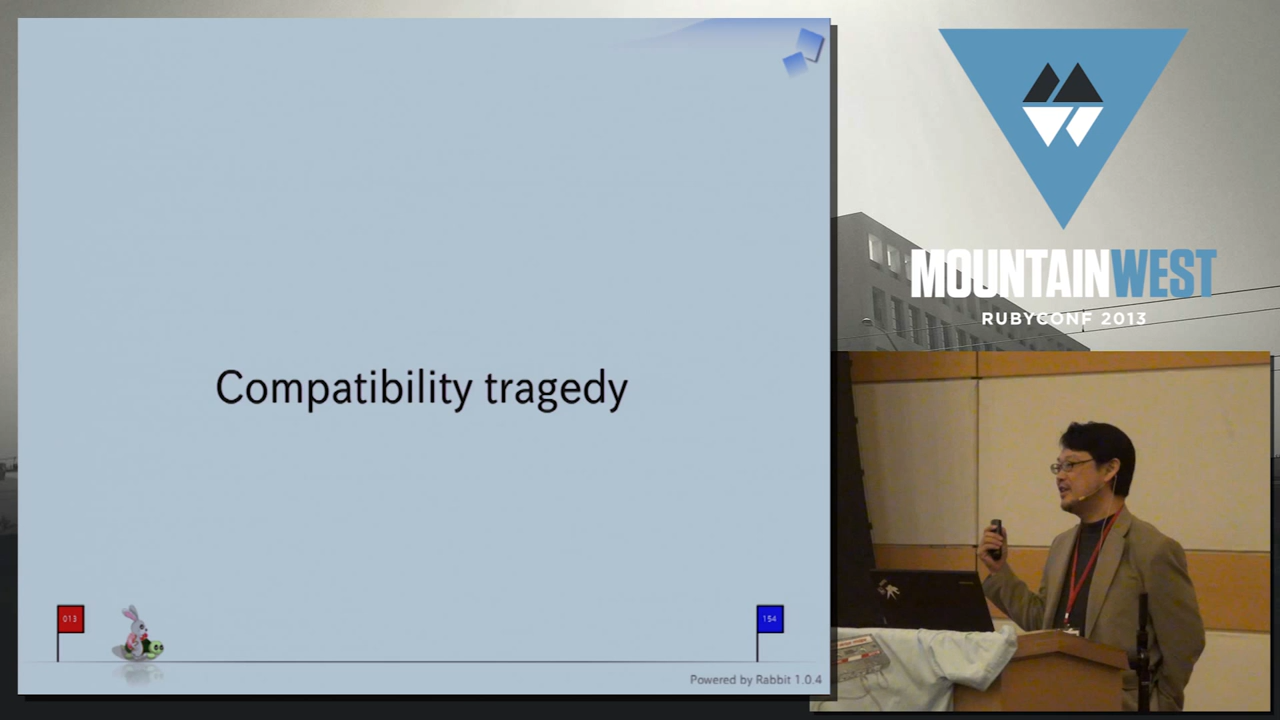 Compatibility tragedy
013
154
Powered by Rabbit 1.0.4
MOUNTAINWEST
RUBYCONF 2013